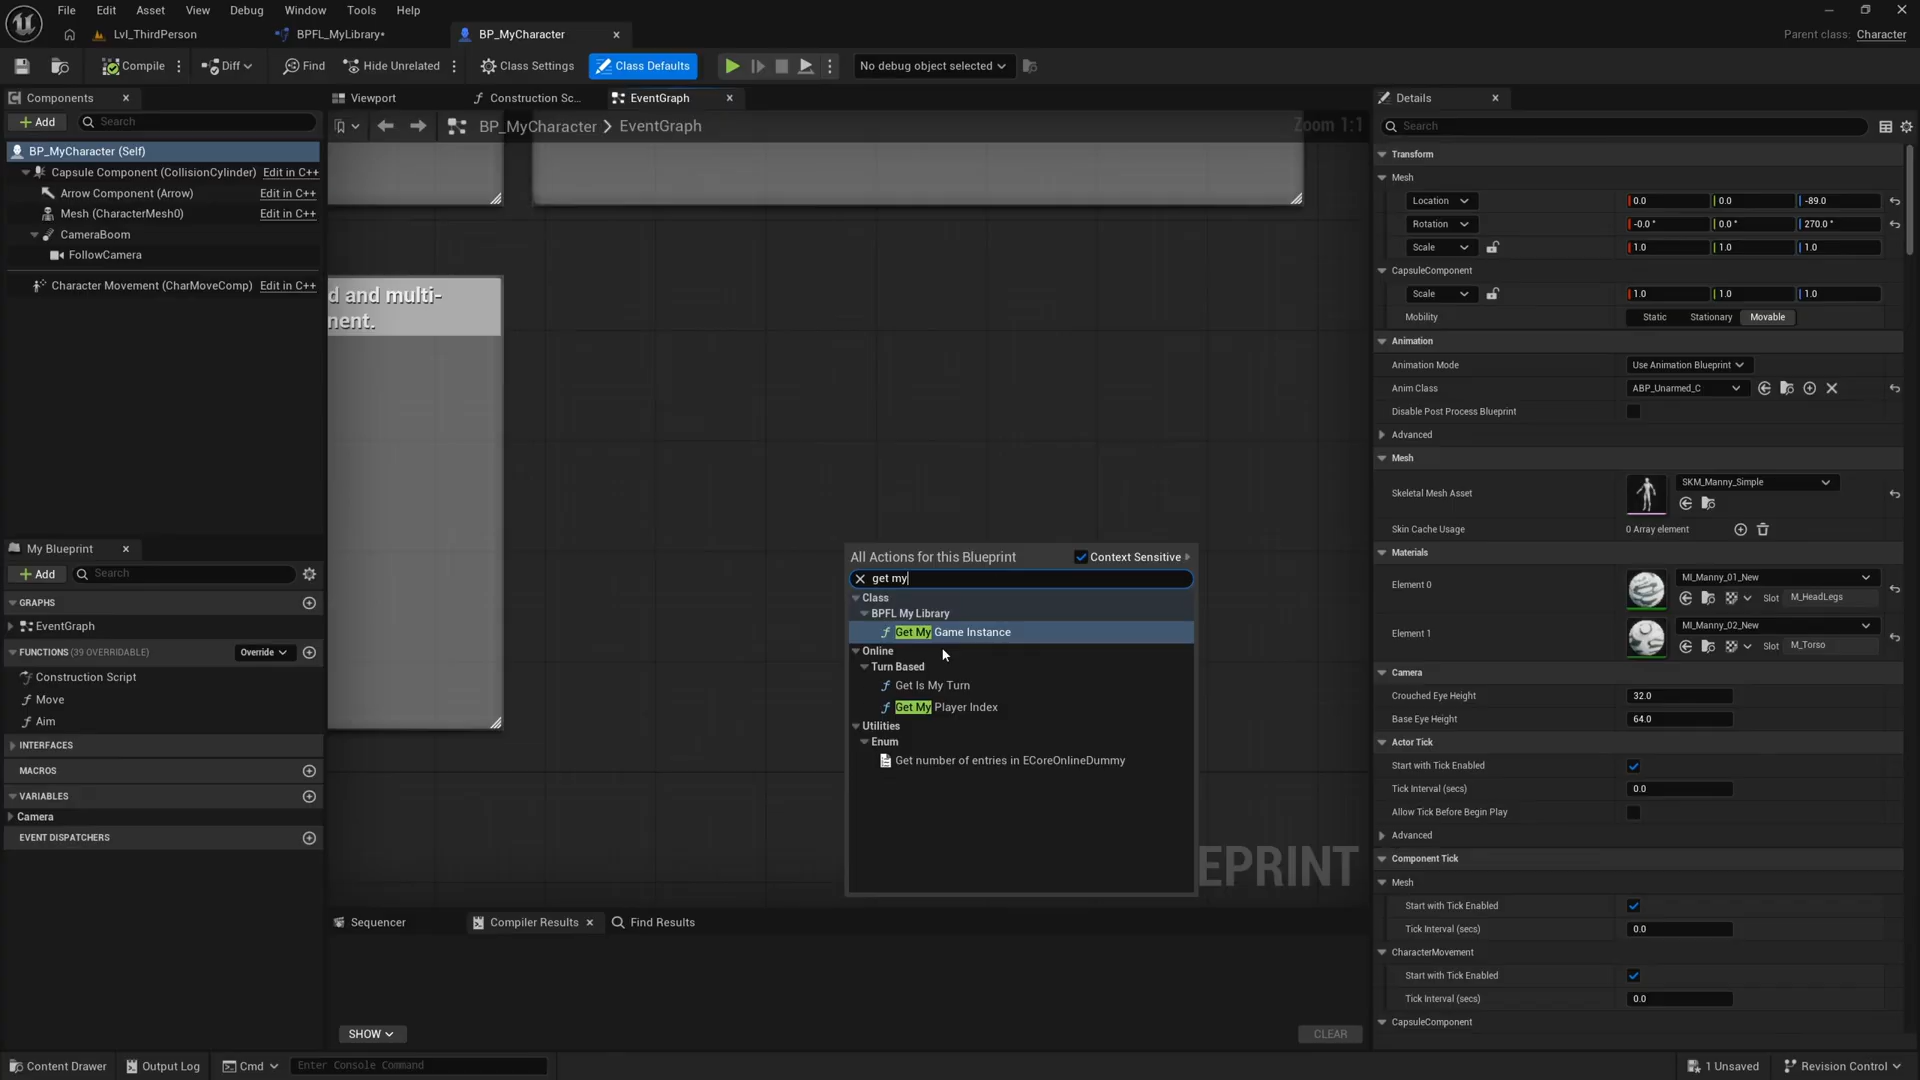 File Edit Asset View Debug Window Tools Help
Lvl_ThirdPerson
BPFL_MyLibrary•
BP_MyCharacter
Parent class: Character
Compile
Diff
Find
Hide Unrelated
Class Settings
Class Defaults
No debug object selected
Components
Add
Search
BP_MyCharacter (Self)
Capsule Component (CollisionCylinder) Edit in C++
Arrow Component (Arrow) Edit in C++
Mesh (CharacterMesh0) Edit in C++
CameraBoom
FollowCamera
Character Movement (CharMoveComp) Edit in C++
My Blueprint
Add
Search
GRAPHS
EventGraph
FUNCTIONS (39 OVERRIDABLE) Override
Construction Script
Move
Aim
INTERFACES
MACROS
VARIABLES
Camera
EVENT DISPATCHERS
Viewport
Construction Sc...
EventGraph
BP_MyCharacter > EventGraph
Zoom 1:1
d and multi-
nent.
EPRINT
All Actions for this Blueprint Context Sensitive
get my
Class
BPFL My Library
Get My Game Instance
Online
Turn Based
Get Is My Turn
Get My Player Index
Utilities
Enum
Get number of entries in ECoreOnlineDummy
Sequencer
Compiler Results
Find Results
SHOW
CLEAR
Details
Search
Transform
Mesh
Location 0.0 0.0 -89.0
Rotation -0.0 ° 0.0 ° 270.0 °
Scale 1.0 1.0 1.0
CapsuleComponent
Scale 1.0 1.0 1.0
Mobility Static Stationary Movable
Animation
Animation Mode Use Animation Blueprint
Anim Class ABP_Unarmed_C
Disable Post Process Blueprint
Advanced
Mesh
Skeletal Mesh Asset SKM_Manny_Simple
Skin Cache Usage 0 Array element
Materials
Element 0 MI_Manny_01_New
Slot M_HeadLegs
Element 1 MI_Manny_02_New
Slot M_Torso
Camera
Crouched Eye Height 32.0
Base Eye Height 64.0
Actor Tick
Start with Tick Enabled
Tick Interval (secs) 0.0
Allow Tick Before Begin Play
Advanced
Component Tick
Mesh
Start with Tick Enabled
Tick Interval (secs) 0.0
CharacterMovement
Start with Tick Enabled
Tick Interval (secs) 0.0
CapsuleComponent
Content Drawer
Output Log
Cmd
Enter Console Command
1 Unsaved
Revision Control